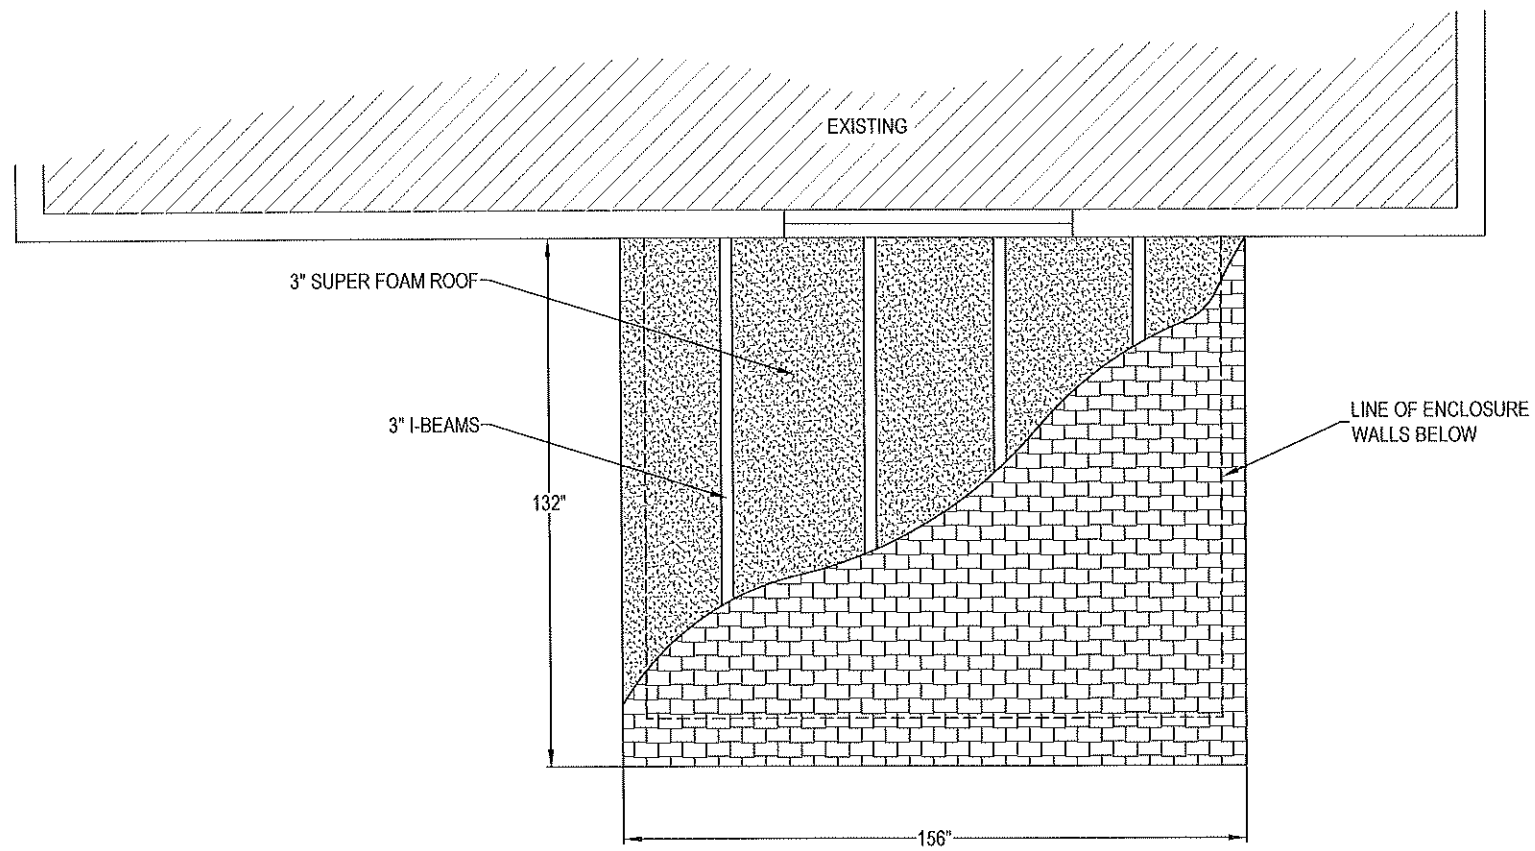 EXISTING
3" SUPER FOAM ROOF
3" I-BEAMS
LINE OF ENCLOSURE
WALLS BELOW
132"
156"